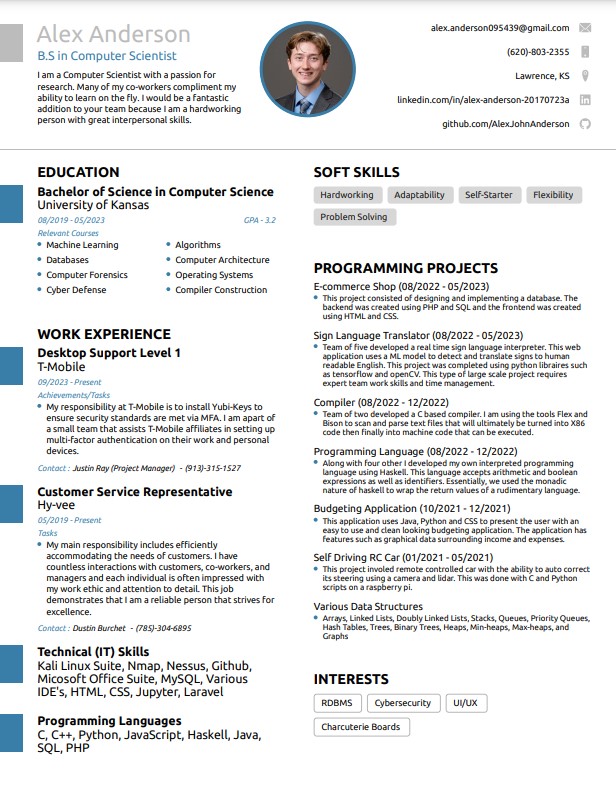 Alex Anderson
B.S in Computer Scientist
I am a Computer Scientist with a passion for
research. Many of my co-workers compliment my
ability to learn on the fly. I would be a fantastic
addition to your team because I am a hardworking
person with great interpersonal skills.
alex.anderson095439@gmail.com
(620)-803-2355
Lawrence, KS
linkedin.com/in/alex-anderson-20170723a
github.com/AlexJohnAnderson
EDUCATION
Bachelor of Science in Computer Science
University of Kansas
08/2019 - 05/2023
GPA - 3.2
Relevant Courses
Machine Learning
Algorithms
Databases
Computer Architecture
Computer Forensics
Operating Systems
Cyber Defense
Compiler Construction
WORK EXPERIENCE
Desktop Support Level 1
T-Mobile
09/2023 - Present
Achievements/Tasks
My responsibility at T-Mobile is to install Yubi-Keys to
ensure security standards are met via MFA. I am apart of
a small team that assists T-Mobile affiliates in setting up
multi-factor authentication on their work and personal
devices.
Contact : Justin Ray (Project Manager) - (913)-315-1527
Customer Service Representative
Hy-vee
05/2019 - Present
Tasks
My main responsibility includes efficiently
accommodating the needs of customers. I have
countless interactions with customers, co-workers, and
managers and each individual is often impressed with
my work ethic and attention to detail. This job
demonstrates that I am a reliable person that strives for
excellence.
Contact : Dustin Burchet - (785)-304-6895
Technical (IT) Skills
Kali Linux Suite, Nmap, Nessus, Github,
Micosoft Office Suite, MySQL, Various
IDE's, HTML, CSS, Jupyter, Laravel
Programming Languages
C, C++, Python, JavaScript, Haskell, Java,
SQL, PHP
SOFT SKILLS
Hardworking
Adaptability
Self-Starter
Flexibility
Problem Solving
PROGRAMMING PROJECTS
E-commerce Shop (08/2022 - 05/2023)
This project consisted of designing and implementing a database. The
backend was created using PHP and SQL and the frontend was created
using HTML and CSS.
Sign Language Translator (08/2022 - 05/2023)
Team of five developed a real time sign language interpreter. This web
application uses a ML model to detect and translate signs to human
readable English. This project was completed using python libraires such
as tensorflow and openCV. This type of large scale project requires
expert team work skills and time management.
Compiler (08/2022 - 12/2022)
Team of two developed a C based compiler. I am using the tools Flex and
Bison to scan and parse text files that will ultimately be turned into X86
code then finally into machine code that can be executed.
Programming Language (08/2022 - 12/2022)
Along with four other I developed my own interpreted programming
language using Haskell. This language accepts arithmetic and boolean
expressions as well as identifiers. Essentially, we used the monadic
nature of haskell to wrap the return values of a rudimentary language.
Budgeting Application (10/2021 - 12/2021)
This application uses Java, Python and CSS to present the user with an
easy to use and clean looking budgeting application. The application has
features such as graphical data surrounding income and expenses.
Self Driving RC Car (01/2021 - 05/2021)
This project involed remote controlled car with the ability to auto correct
its steering using a camera and lidar. This was done with C and Python
scripts on a raspberry pi.
Various Data Structures
Arrays, Linked Lists, Doubly Linked Lists, Stacks, Queues, Priority Queues,
Hash Tables, Trees, Binary Trees, Heaps, Min-heaps, Max-heaps, and
Graphs
INTERESTS
RDBMS
Cybersecurity
UI/UX
Charcuterie Boards